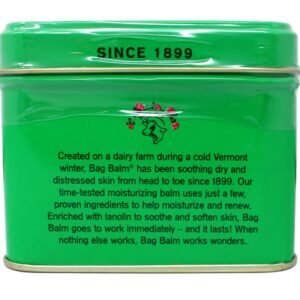 SINCE 1899
Created on a dairy farm during a cold Vermont
winter, Bag Balm® has been soothing dry and
distressed skin from head to toe since 1899. Our
time-tested moisturizing balm uses just a few,
proven ingredients to help moisturize and renew.
Enriched with lanolin to soothe and soften skin, Bag
Balm goes to work immediately – and it lasts! When
nothing else works, Bag Balm works wonders.